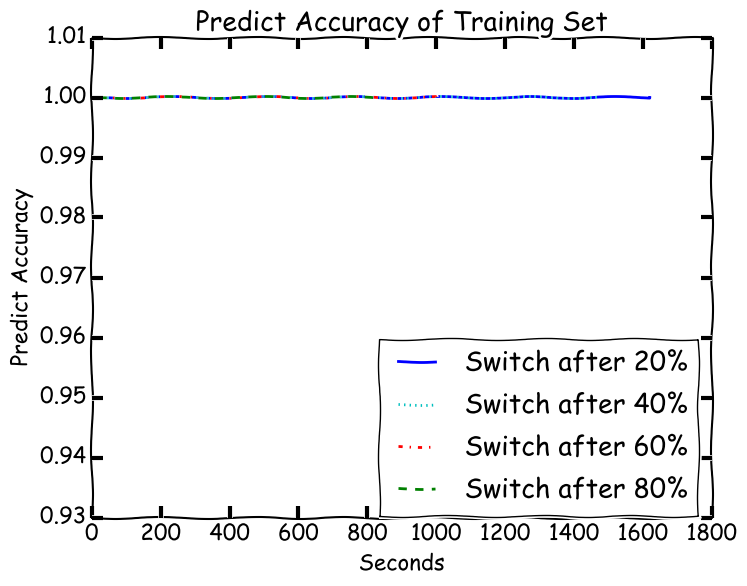 Predict Accuracy of Training Set
1.01
1.00
0.99
0.98
0.97
0.96
0.95
0.94
0.93
Predict Accuracy
Switch after 20%
Switch after 40%
Switch after 60%
Switch after 80%
0 200 400 600 800 1000 1200 1400 1600 1800
Seconds